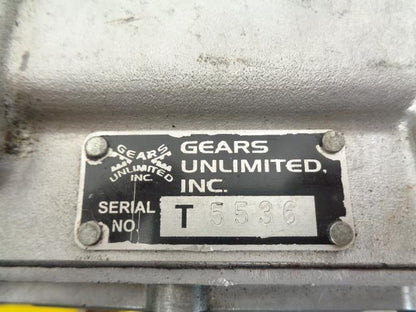 GEARS
UNLIMITED
INC.
GEARS
UNLIMITED,
INC.
SERIAL
NO.
T 5536